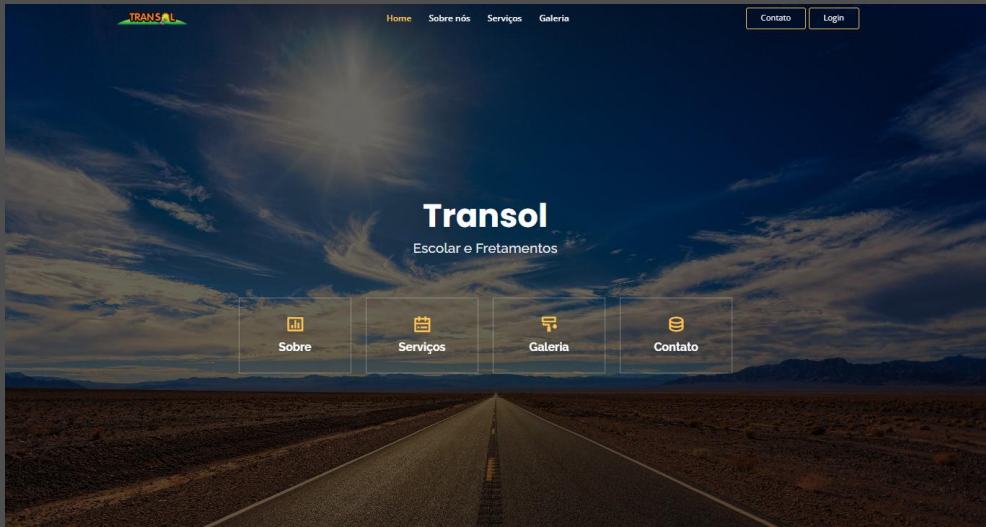 TRANSOL
Home Sobre nós Serviços Galeria Contato Login
Transol
Escolar e Fretamentos
Sobre Serviços Galeria Contato